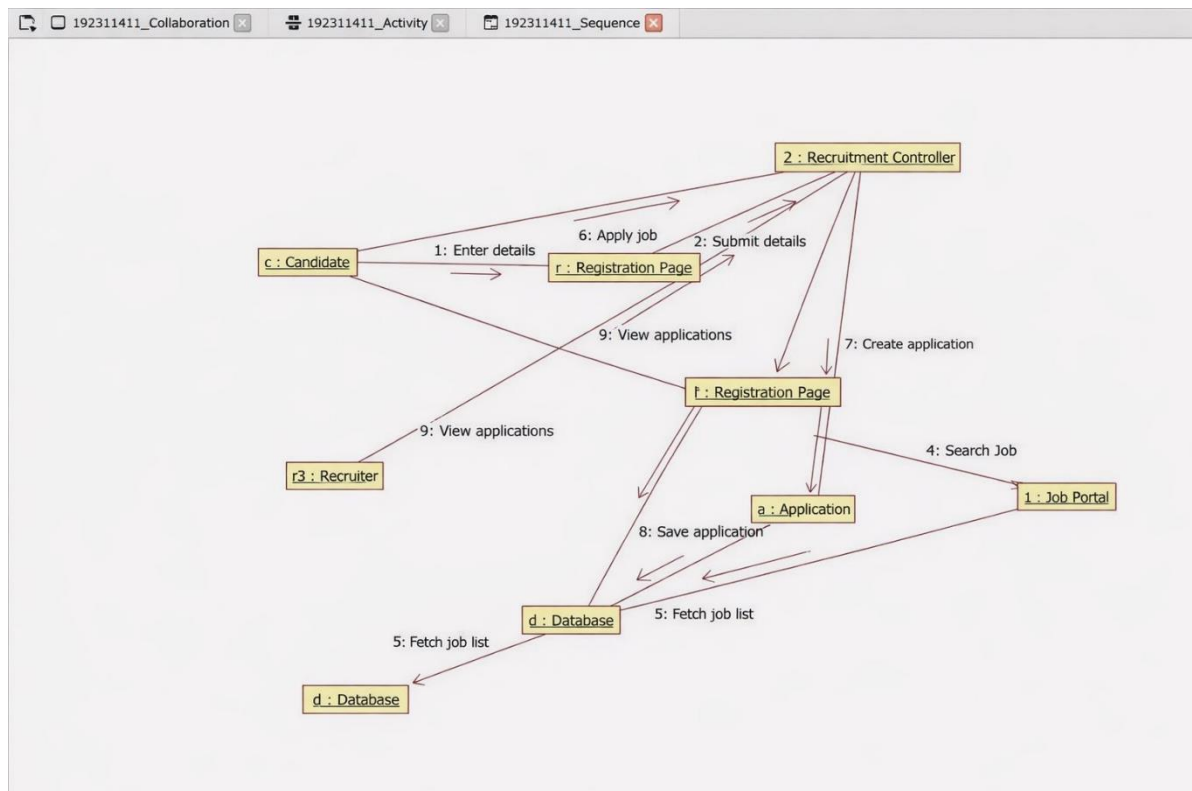 192311411_Collaboration
192311411_Activity
192311411_Sequence
2 : Recruitment Controller
6: Apply job
2: Submit details
1: Enter details
c : Candidate
r : Registration Page
9: View applications
7: Create application
: Registration Page
9: View applications
4: Search Job
r3 : Recruiter
1 : Job Portal
a : Application
8: Save application
5: Fetch job list
d : Database
5: Fetch job list
d : Database